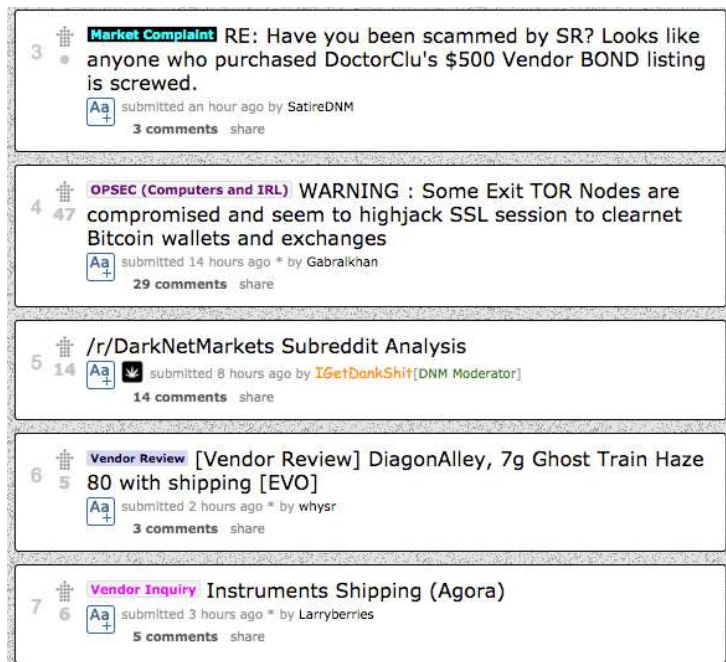 3 Market Complaint RE: Have you been scammed by SR? Looks like
anyone who purchased DoctorClu's $500 Vendor BOND listing
is screwed.
Aa+ submitted an hour ago by SatireDNM
3 comments share
4 OPSEC (Computers and IRL) WARNING : Some Exit TOR Nodes are
47 compromised and seem to highjack SSL session to clearnet
Bitcoin wallets and exchanges
Aa+ submitted 14 hours ago * by Gabralkhan
29 comments share
5 /r/DarkNetMarkets Subreddit Analysis
14 Aa+ submitted 8 hours ago by IGetDankShit[DNM Moderator]
14 comments share
6 Vendor Review [Vendor Review] DiagonAlley, 7g Ghost Train Haze
5 80 with shipping [EVO]
Aa+ submitted 2 hours ago * by whysr
3 comments share
7 Vendor Inquiry Instruments Shipping (Agora)
6 Aa+ submitted 3 hours ago * by Larryberries
5 comments share